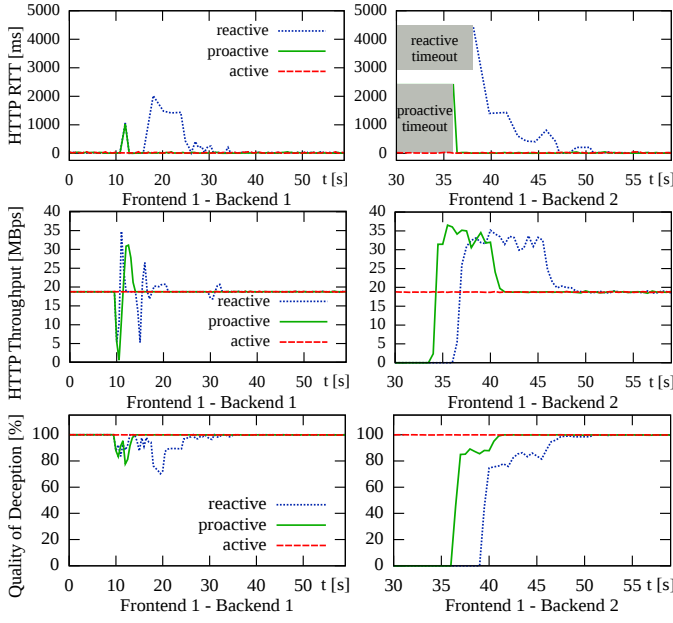 HTTP RTT [ms]
5000
4000
3000
2000
1000
0
reactive
proactive
active
0 10 20 30 40 50 t [s]
Frontend 1 - Backend 1
5000
4000
3000
2000
1000
0
reactive
timeout
proactive
timeout
30 35 40 45 50 55 t [s]
Frontend 1 - Backend 2
HTTP Throughput [MBps]
40
35
30
25
20
15
10
5
0
reactive
proactive
active
0 10 20 30 40 50 t [s]
Frontend 1 - Backend 1
40
35
30
25
20
15
10
5
0
30 35 40 45 50 55 t [s]
Frontend 1 - Backend 2
Quality of Deception [%]
100
80
60
40
20
0
reactive
proactive
active
0 10 20 30 40 50 t [s]
Frontend 1 - Backend 1
100
80
60
40
20
0
30 35 40 45 50 55 t [s]
Frontend 1 - Backend 2